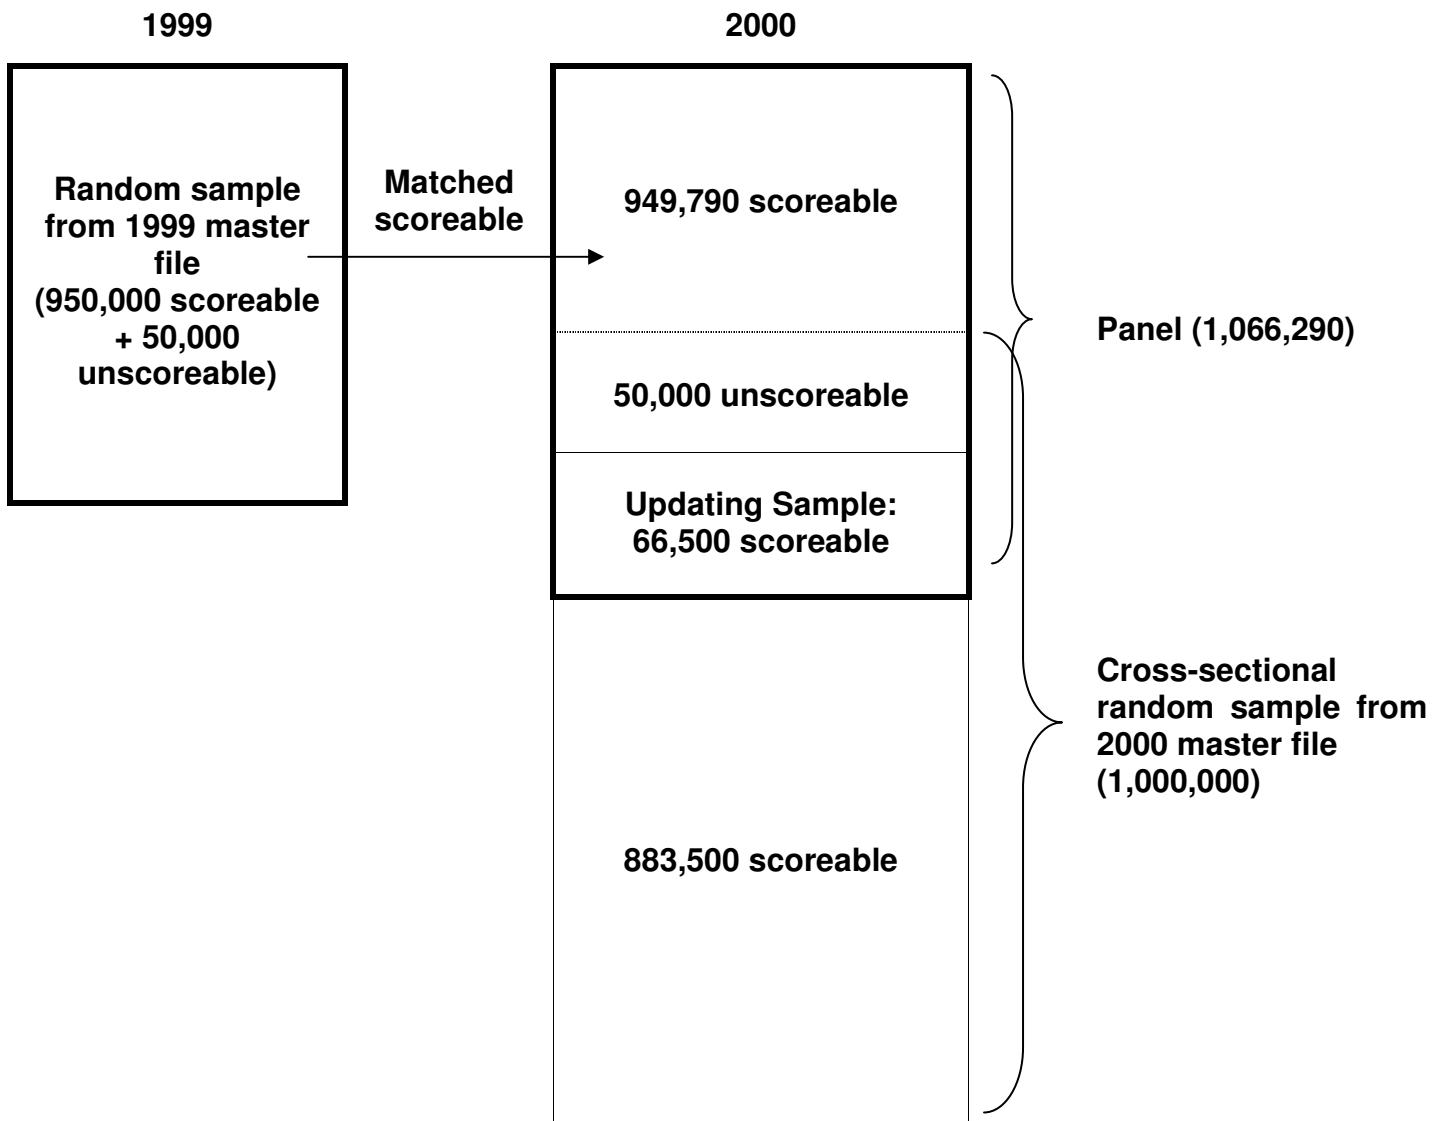 1999
2000
Random sample
from 1999 master
file
(950,000 scoreable
+ 50,000
unscoreable)
Matched
scoreable
949,790 scoreable
50,000 unscoreable
Updating Sample:
66,500 scoreable
883,500 scoreable
Panel (1,066,290)
Cross-sectional
random sample from
2000 master file
(1,000,000)